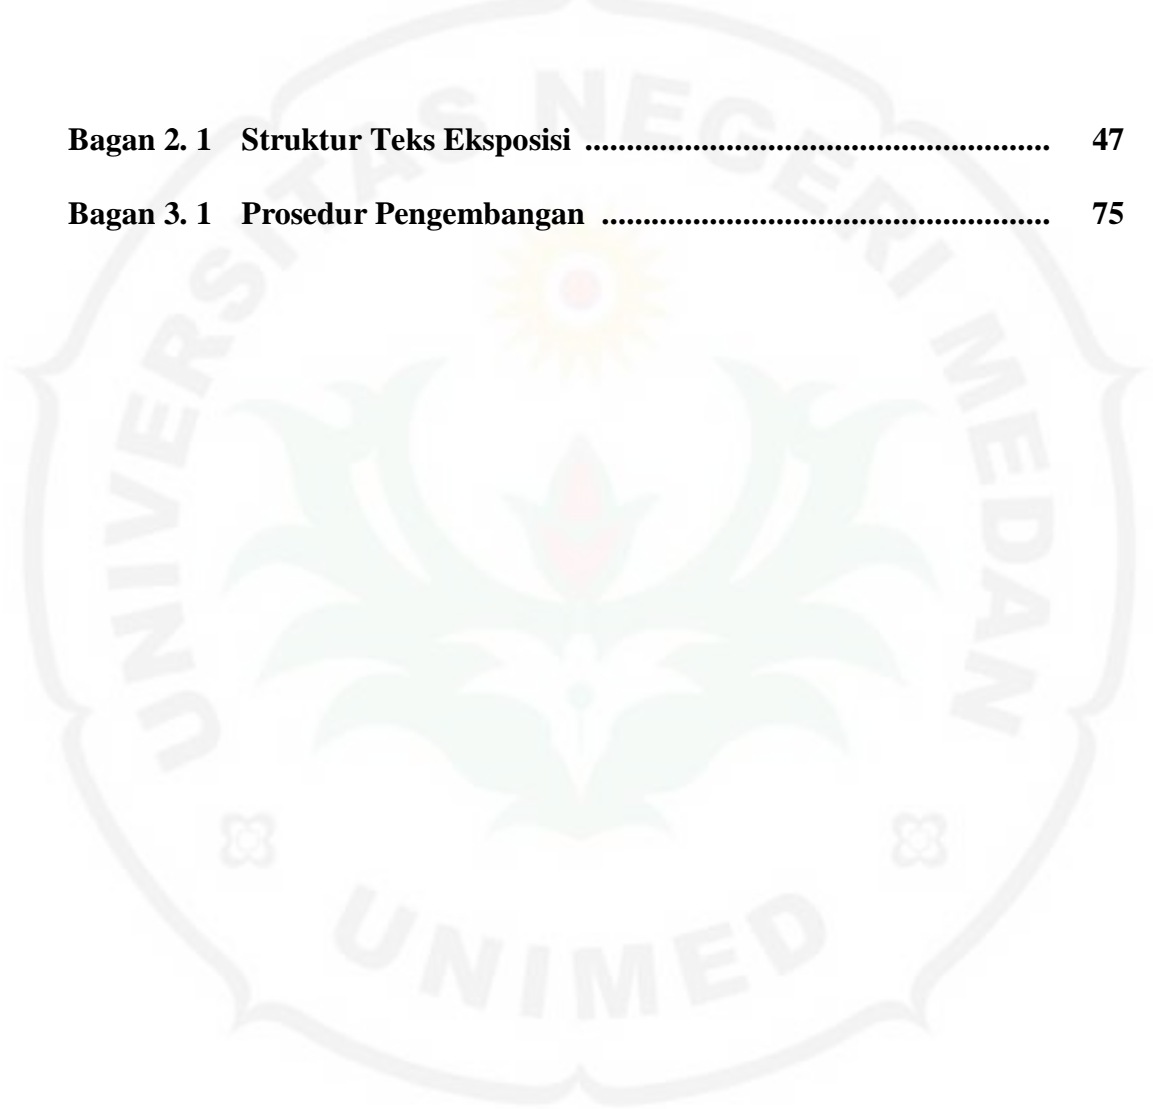 Bagan 2. 1 Struktur Teks Eksposisi ........................................................ 47
Bagan 3. 1 Prosedur Pengembangan ...................................................... 75
UNIVERSITAS NEGERI MEDAN
UNIMED